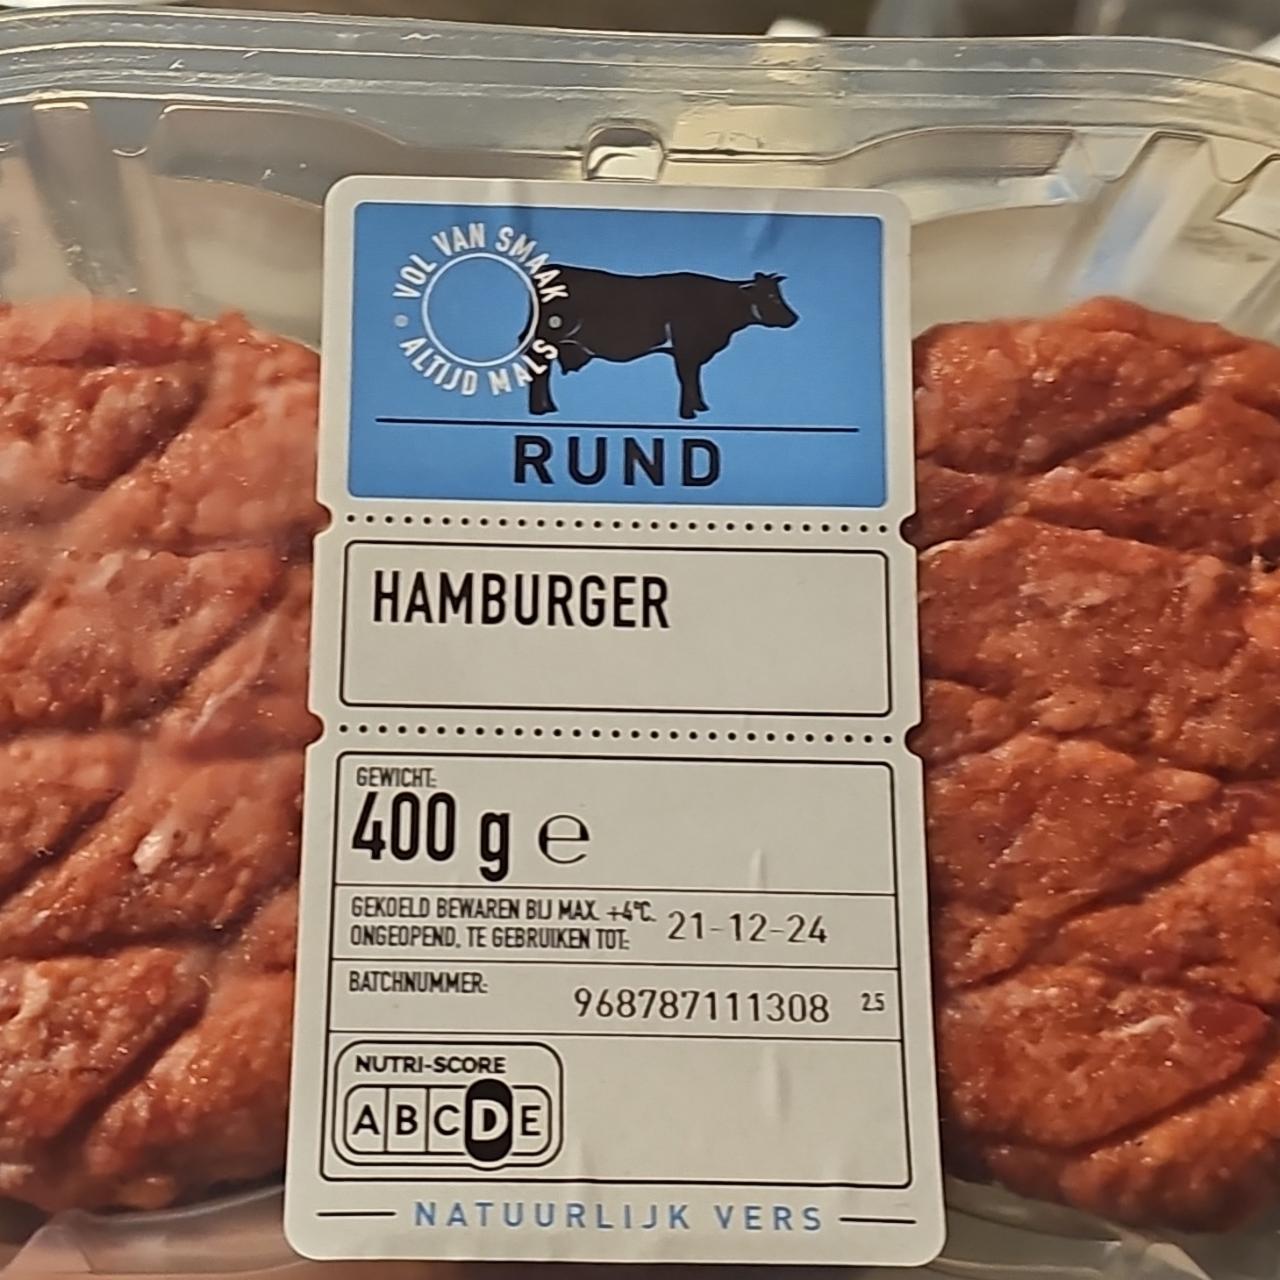 VOL VAN SMAAK
ALTIJD MALS
RUND
HAMBURGER
GEWICHT:
400 g ℮
GEKOELD BEWAREN BIJ MAX. +4°C.
ONGEOPEND, TE GEBRUIKEN TOT: 21-12-24
BATCHNUMMER:
968787111308 25
NUTRI-SCORE
A B C D E
NATUURLIJK VERS